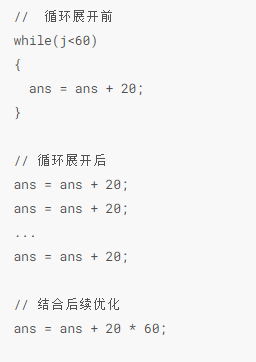 //  循环展开前
while(j<60)
{
  ans = ans + 20;
}

// 循环展开后
ans = ans + 20;
ans = ans + 20;
...
ans = ans + 20;

// 结合后续优化
ans = ans + 20 * 60;